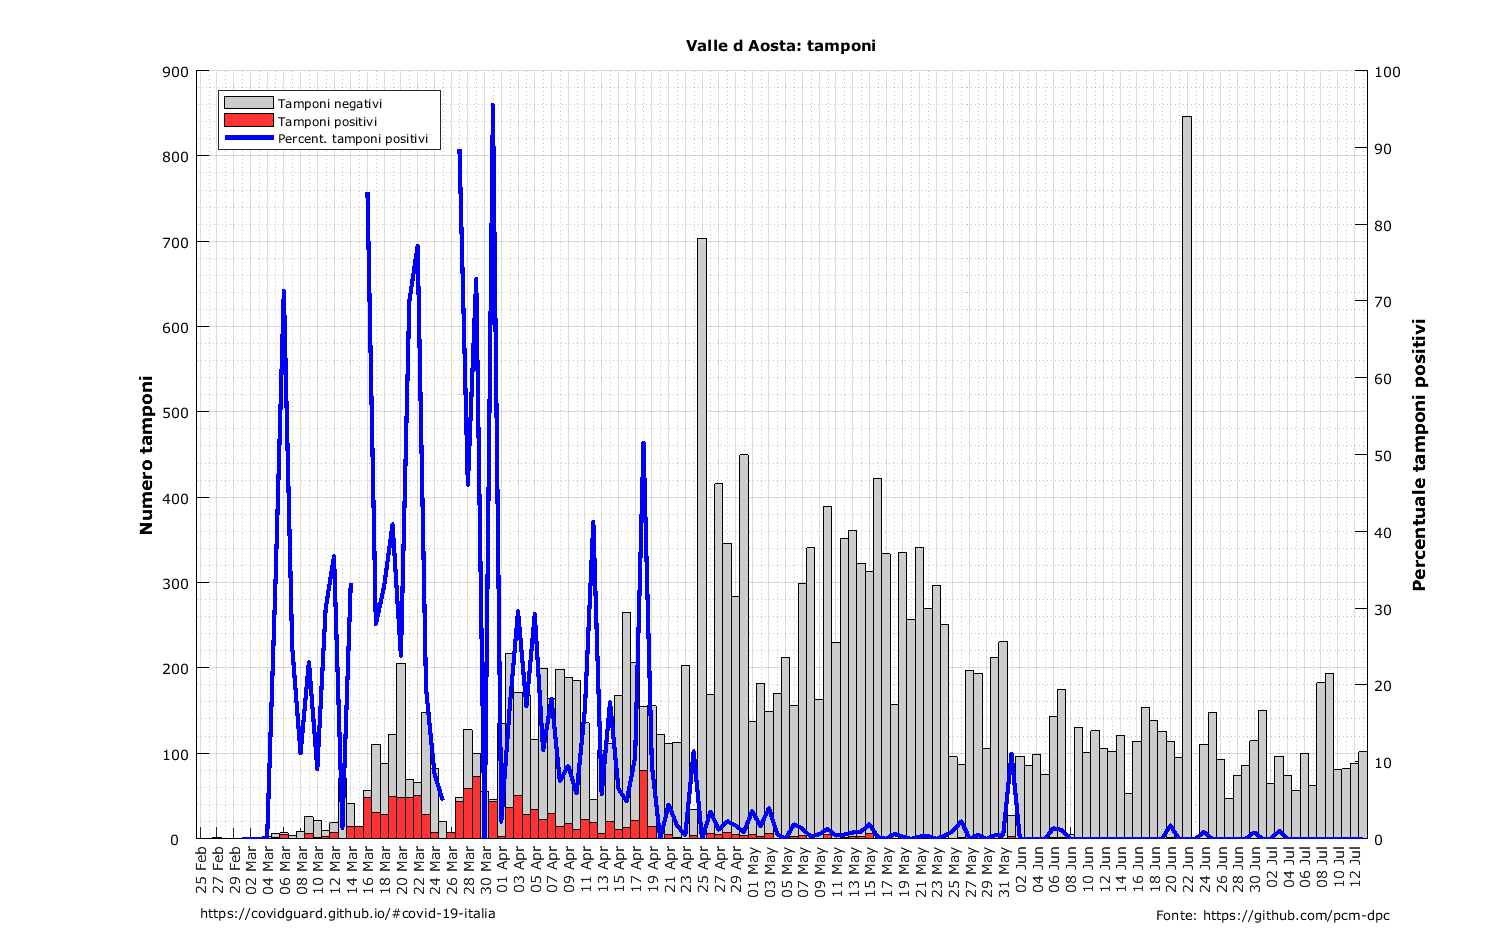 Valle d Aosta: tamponi
Tamponi negativi
Tamponi positivi
Percent. tamponi positivi
Numero tamponi
900
800
700
600
500
400
300
200
100
0
Percentuale tamponi positivi
100
90
80
70
60
50
40
30
20
10
0
25 Feb
27 Feb
29 Feb
02 Mar
04 Mar
06 Mar
08 Mar
10 Mar
12 Mar
14 Mar
16 Mar
18 Mar
20 Mar
22 Mar
24 Mar
26 Mar
28 Mar
30 Mar
01 Apr
03 Apr
05 Apr
07 Apr
09 Apr
11 Apr
13 Apr
15 Apr
17 Apr
19 Apr
21 Apr
23 Apr
25 Apr
27 Apr
29 Apr
01 May
03 May
05 May
07 May
09 May
11 May
13 May
15 May
17 May
19 May
21 May
23 May
25 May
27 May
29 May
31 May
02 Jun
04 Jun
06 Jun
08 Jun
10 Jun
12 Jun
14 Jun
16 Jun
18 Jun
20 Jun
22 Jun
24 Jun
26 Jun
28 Jun
30 Jun
02 Jul
04 Jul
06 Jul
08 Jul
10 Jul
12 Jul
https://covidguard.github.io/#covid-19-italia
Fonte: https://github.com/pcm-dpc